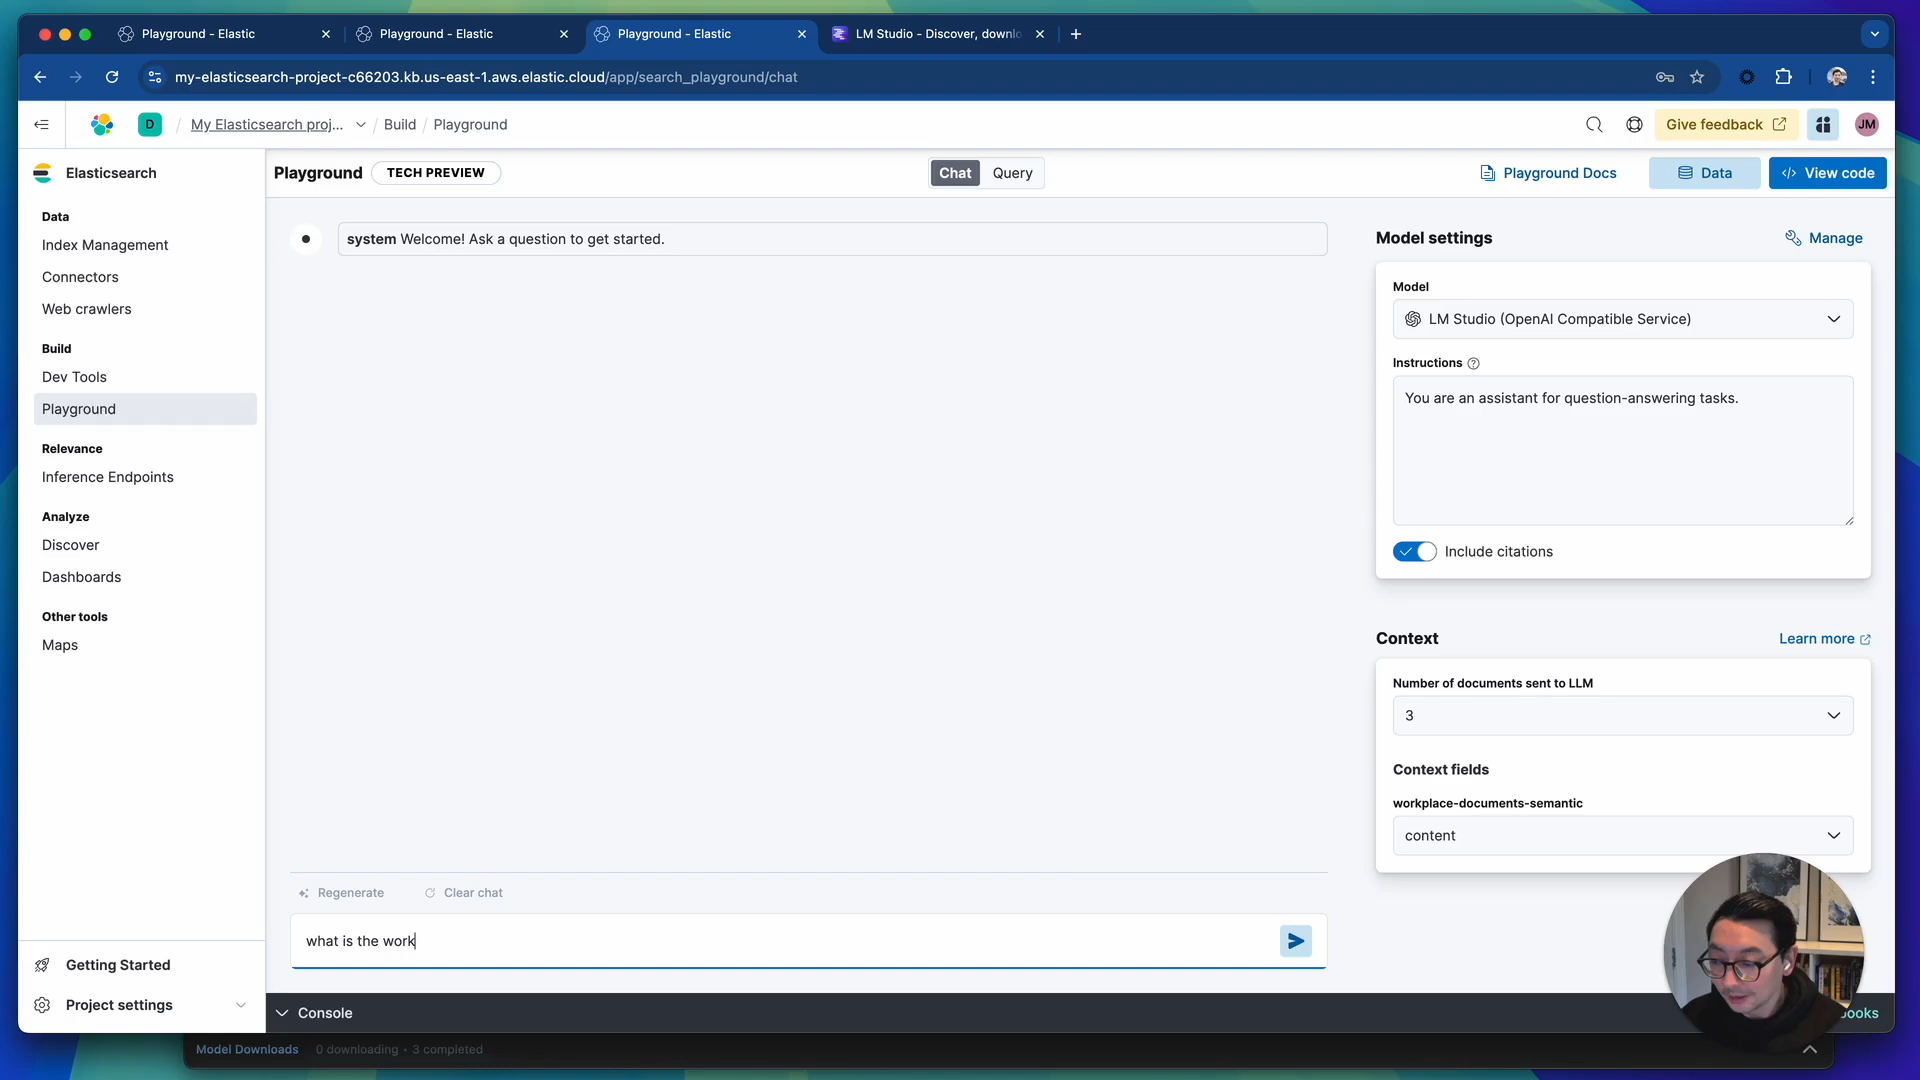 Playground - Elastic
Playground - Elastic
Playground - Elastic
LM Studio - Discover, downlo
my-elasticsearch-project-c66203.kb.us-east-1.aws.elastic.cloud/app/search_playground/chat
D
/ My Elasticsearch proj... / Build / Playground
Give feedback
JM
Elasticsearch
Data
Index Management
Connectors
Web crawlers
Build
Dev Tools
Playground
Relevance
Inference Endpoints
Analyze
Discover
Dashboards
Other tools
Maps
Getting Started
Project settings
Playground TECH PREVIEW
Chat Query
Playground Docs
Data
View code
system Welcome! Ask a question to get started.
Regenerate
Clear chat
what is the work
Model settings
Manage
Model
LM Studio (OpenAI Compatible Service)
Instructions
You are an assistant for question-answering tasks.
Include citations
Context
Learn more
Number of documents sent to LLM
3
Context fields
workplace-documents-semantic
content
Console
ooks
Model Downloads 0 downloading • 3 completed